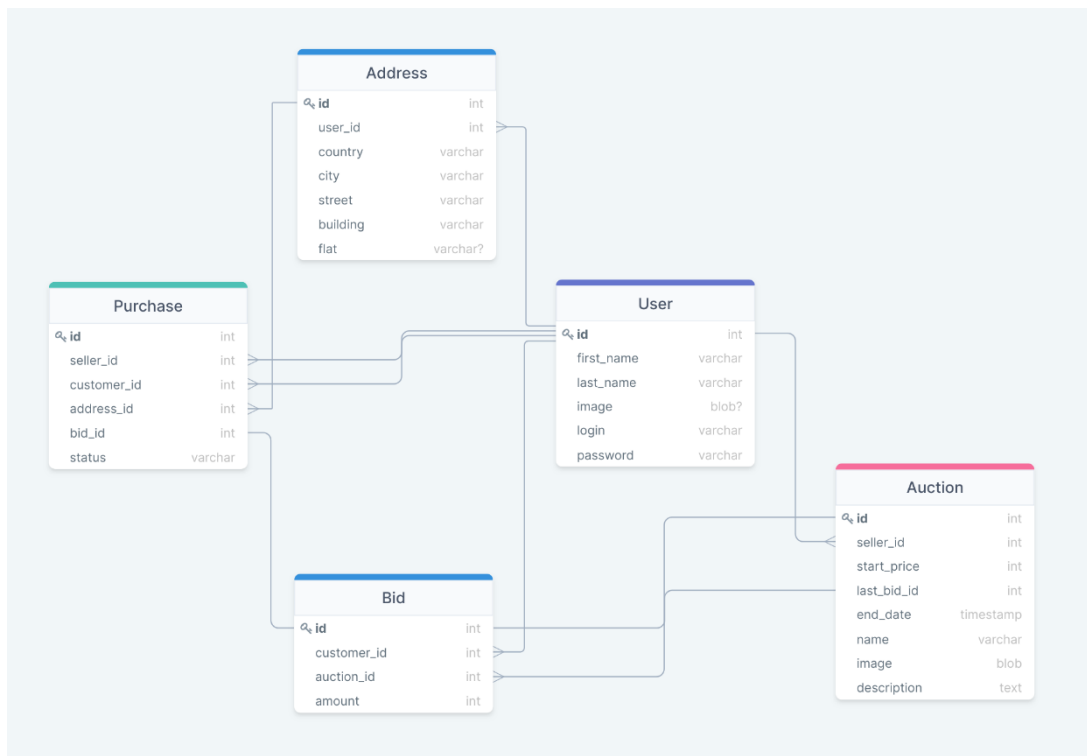 Address
id int
user_id int
country varchar
city varchar
street varchar
building varchar
flat varchar?
Purchase
id int
seller_id int
customer_id int
address_id int
bid_id int
status varchar
User
id int
first_name varchar
last_name varchar
image blob?
login varchar
password varchar
Auction
id int
seller_id int
start_price int
last_bid_id int
end_date timestamp
name varchar
image blob
description text
Bid
id int
customer_id int
auction_id int
amount int